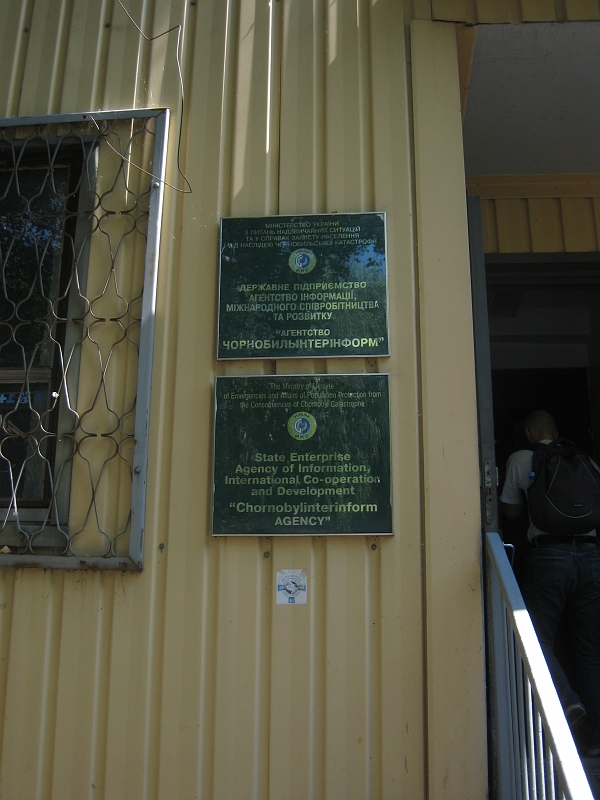 МІНІСТЕРСТВО УКРАЇНИ
З ПИТАНЬ НАДЗВИЧАЙНИХ СИТУАЦІЙ
ТА У СПРАВАХ ЗАХИСТУ НАСЕЛЕННЯ
ВІД НАСЛІДКІВ ЧОРНОБИЛЬСЬКОЇ КАТАСТРОФИ
ДЕРЖАВНЕ ПІДПРИЄМСТВО
АГЕНТСТВО ІНФОРМАЦІЇ,
МІЖНАРОДНОГО СПІВРОБІТНИЦТВА
ТА РОЗВИТКУ
"АГЕНТСТВО
ЧОРНОБИЛЬІНТЕРІНФОРМ"
The Ministry of Ukraine
of Emergencies and Affairs of Population Protection from
the Consequences of Chornobyl Catastrophe
State Enterprise
Agency of Information,
International Co-operation
and Development
"Chornobylinterinform
AGENCY"